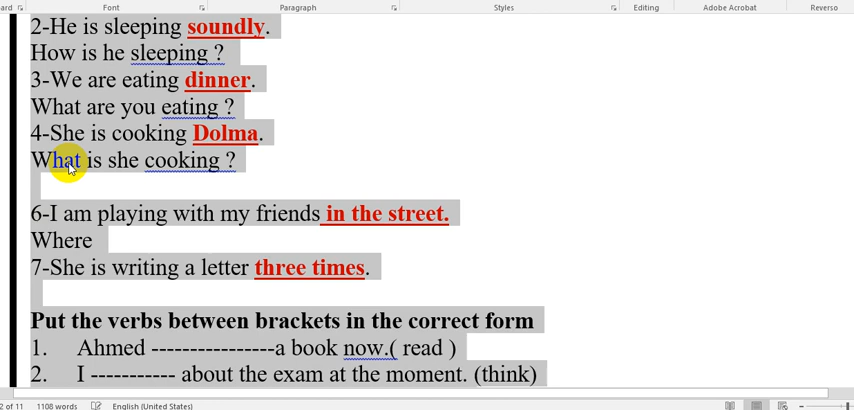 ard Font Paragraph Styles Editing Adobe Acrobat Reverso
2-He is sleeping soundly.
How is he sleeping ?
3-We are eating dinner.
What are you eating ?
4-She is cooking Dolma.
What is she cooking ?
6-I am playing with my friends in the street.
Where
7-She is writing a letter three times.
Put the verbs between brackets in the correct form
1. Ahmed ----------------a book now.( read )
2. I ----------- about the exam at the moment. (think)
2 of 11 1108 words English (United States)